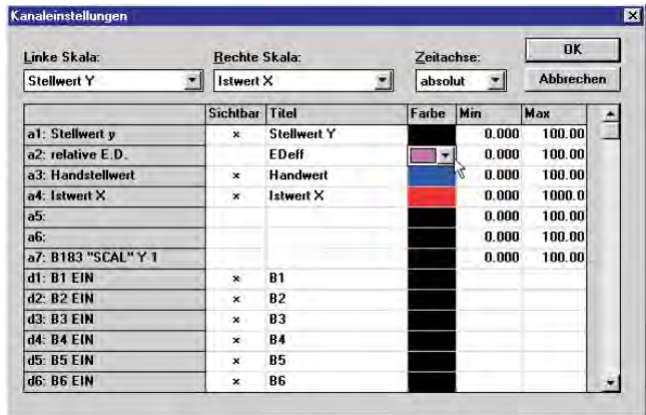 Kanaleinstellungen
Linke Skala: Rechte Skala: Zeitachse: OK
Stellwert Y Istwert X absolut Abbrechen
Sichtbar Titel Farbe Min Max
a1: Stellwert y × Stellwert Y 0.000 100.00
a2: relative E.D. EDeff 0.000 100.00
a3: Handstellwert × Handwert 0.000 100.00
a4: Istwert X × Istwert X 0.000 1000.0
a5: 0.000 100.00
a6: 0.000 100.00
a7: B183 "SCAL" Y 1 0.000 100.00
d1: B1 EIN × B1
d2: B2 EIN × B2
d3: B3 EIN × B3
d4: B4 EIN × B4
d5: B5 EIN × B5
d6: B6 EIN × B6